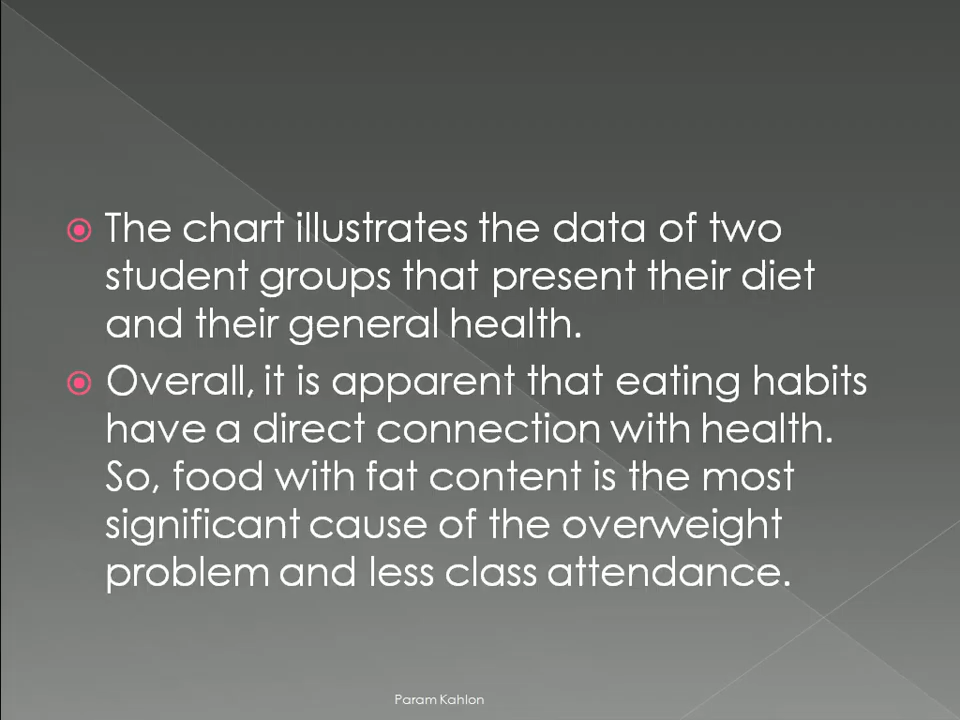 The chart illustrates the data of two
student groups that present their diet
and their general health.
Overall, it is apparent that eating habits
have a direct connection with health.
So, food with fat content is the most
significant cause of the overweight
problem and less class attendance.
Param Kahlon